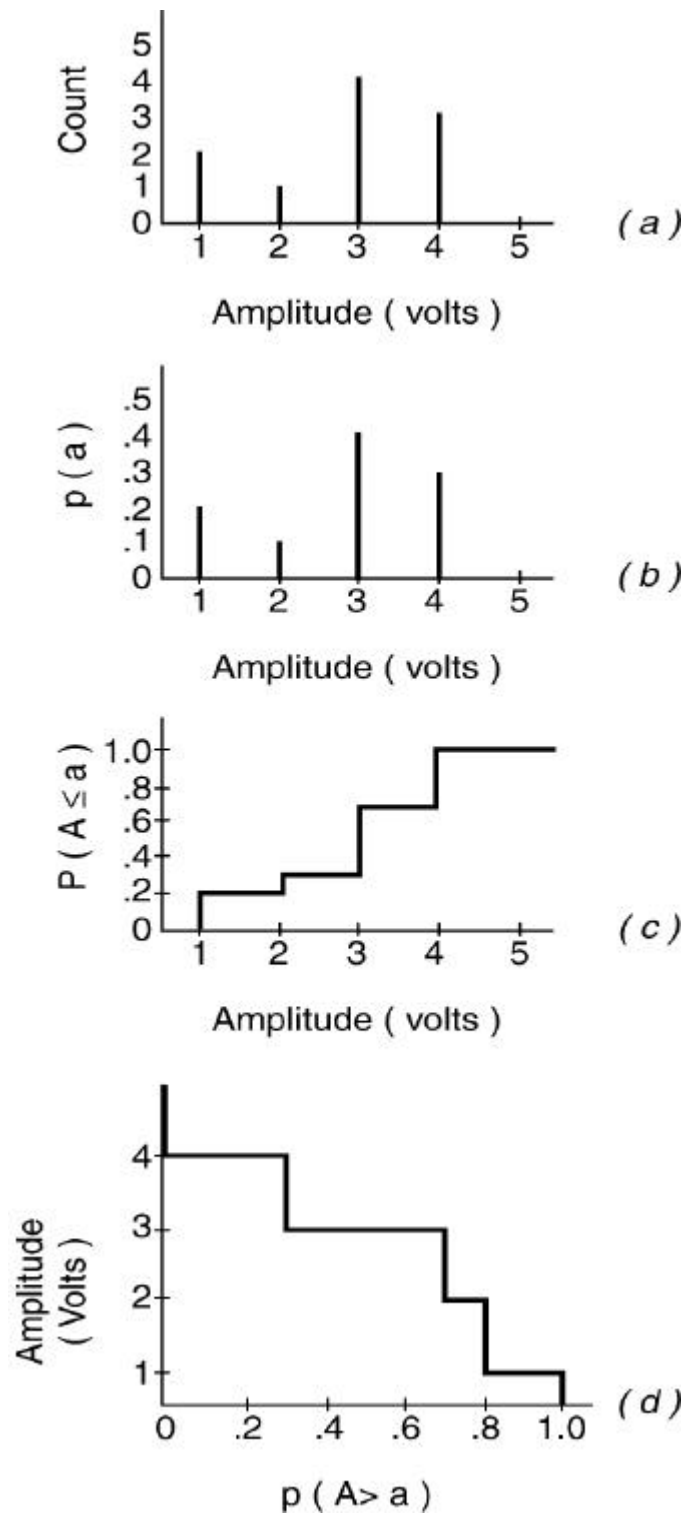 Count
5
4
3
2
1
0
1 2 3 4 5
( a )
Amplitude ( volts )
p ( a )
.5
.4
.3
.2
.1
0
1 2 3 4 5
( b )
Amplitude ( volts )
P ( A ≤ a )
1.0
.8
.6
.4
.2
0
1 2 3 4 5
( c )
Amplitude ( volts )
Amplitude
( Volts )
4
3
2
1
0 .2 .4 .6 .8 1.0
( d )
p ( A> a )